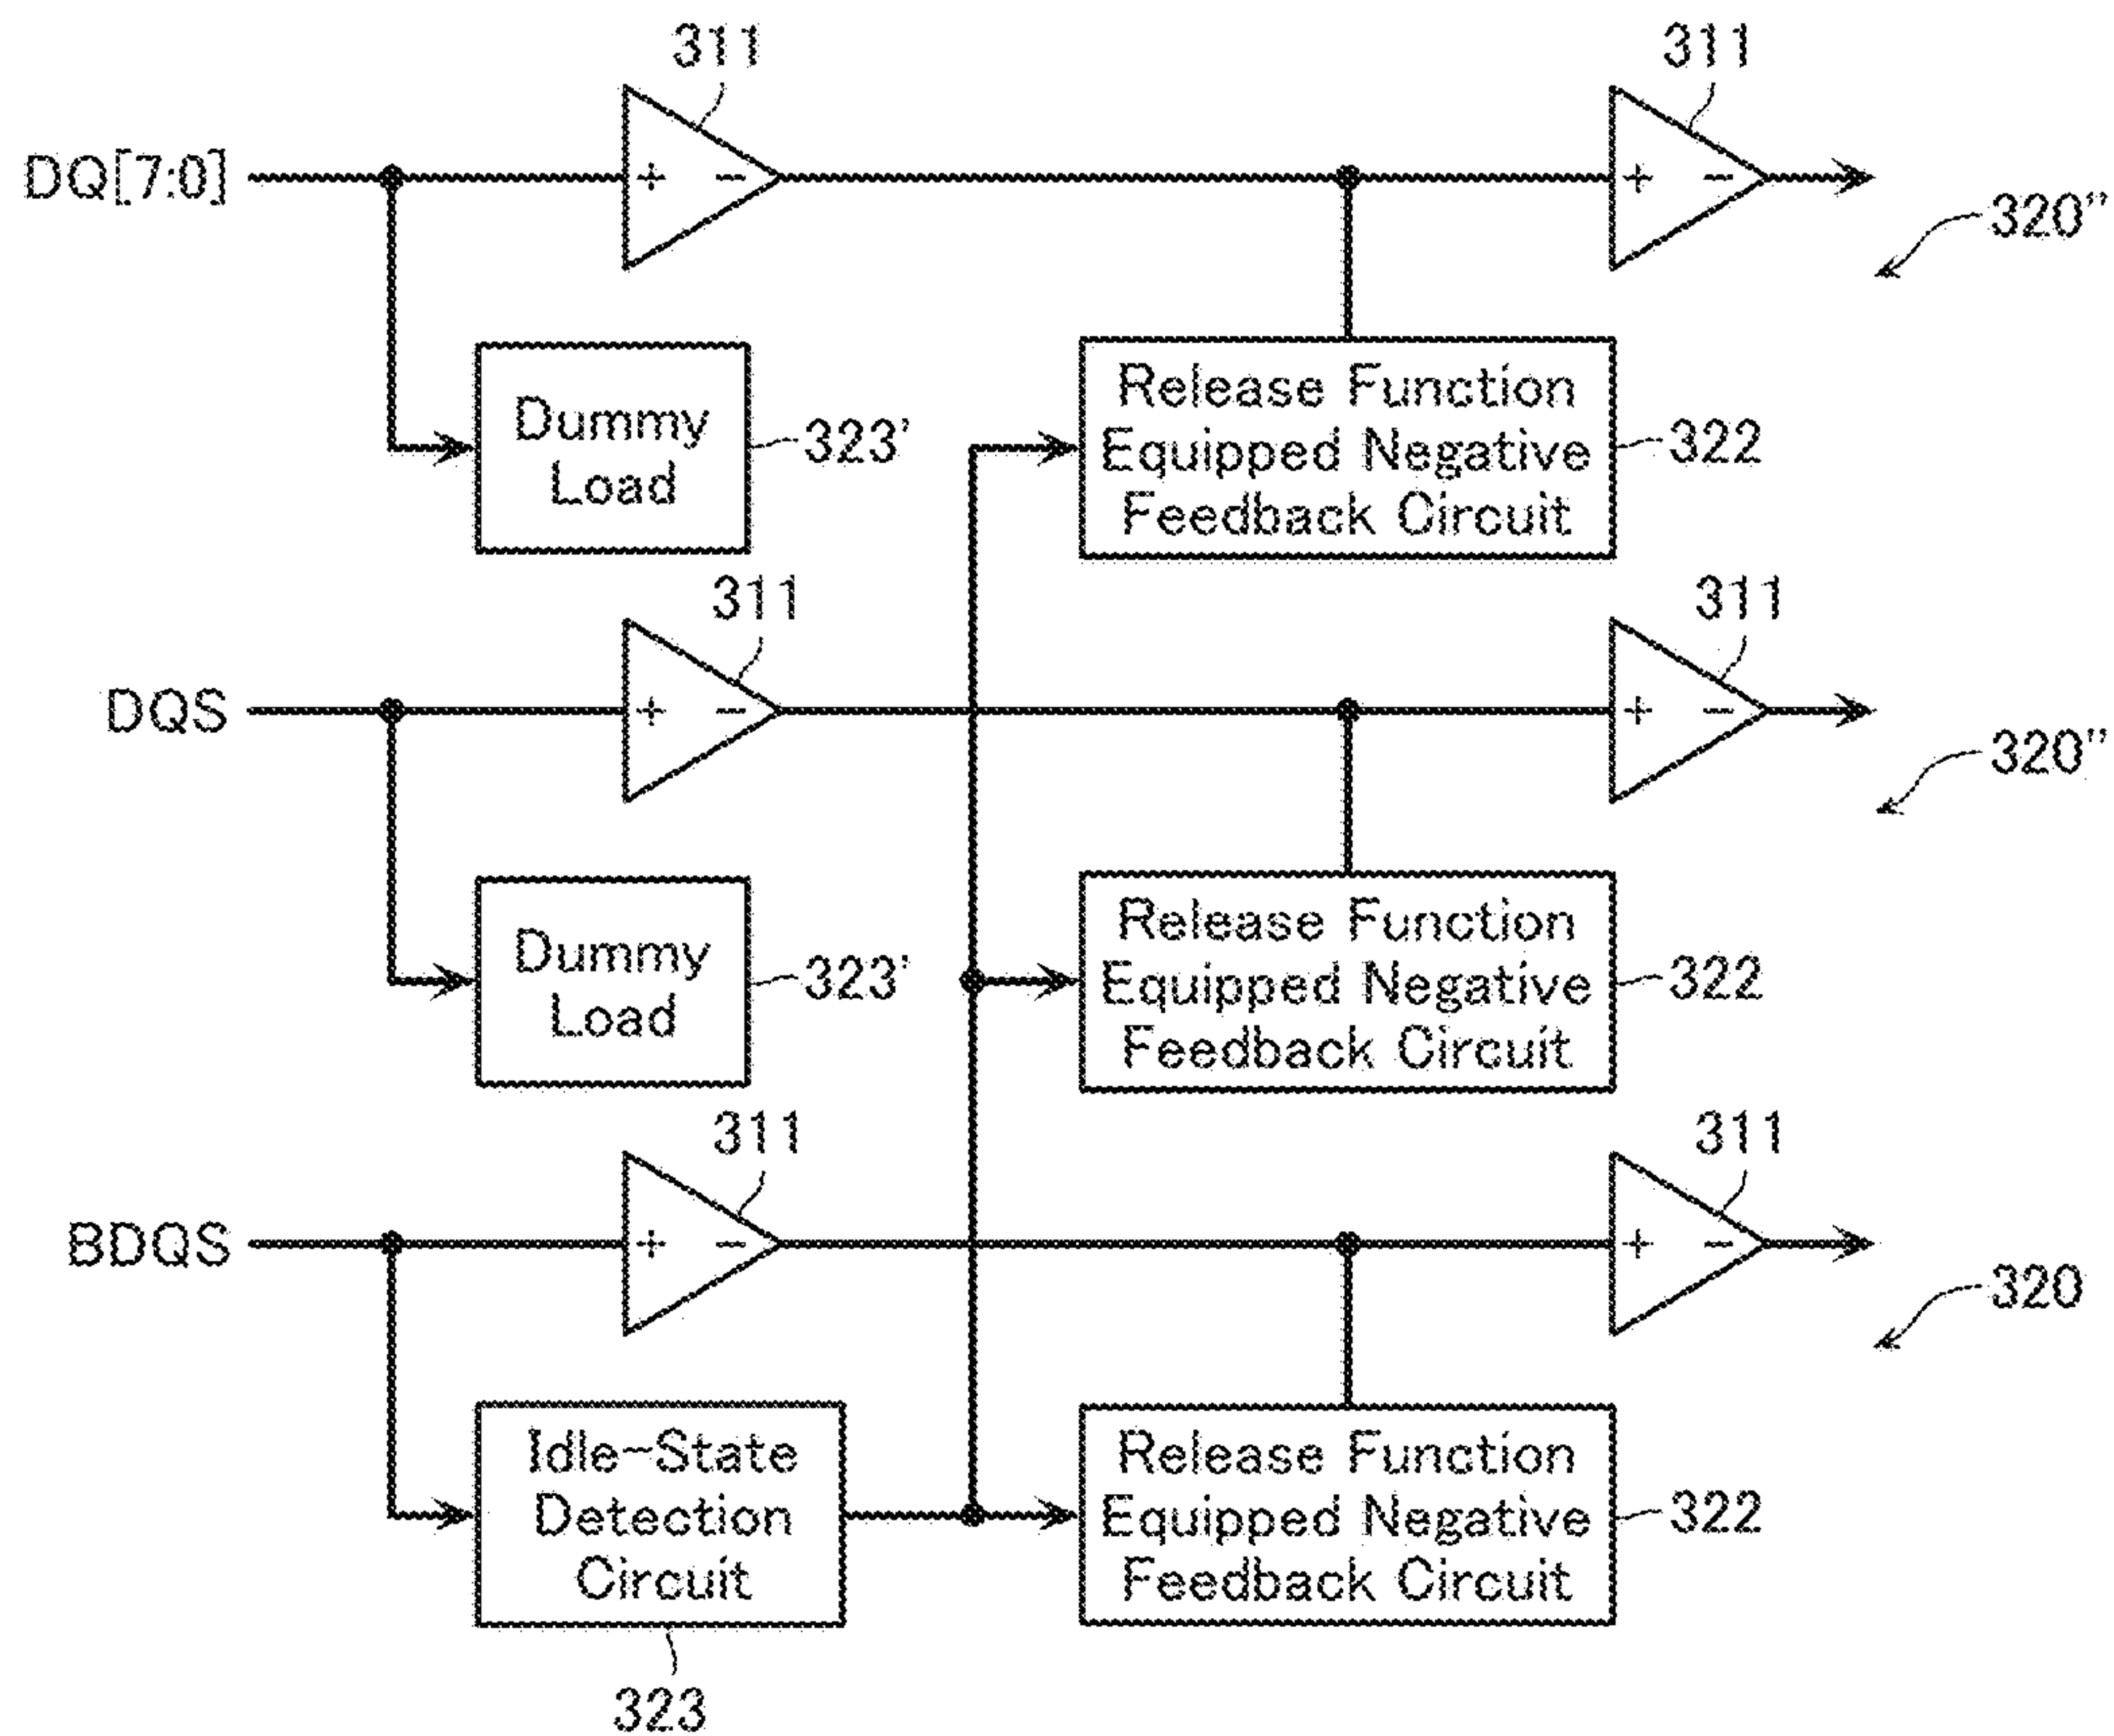 311
311
DQ[7:0]
+ −
+ −
320"
Dummy
Load
323'
Release Function
Equipped Negative
Feedback Circuit
322
311
311
DQS
+ −
+ −
320"
Dummy
Load
323'
Release Function
Equipped Negative
Feedback Circuit
322
311
311
BDQS
+ −
+ −
320
Idle-State
Detection
Circuit
323
Release Function
Equipped Negative
Feedback Circuit
322